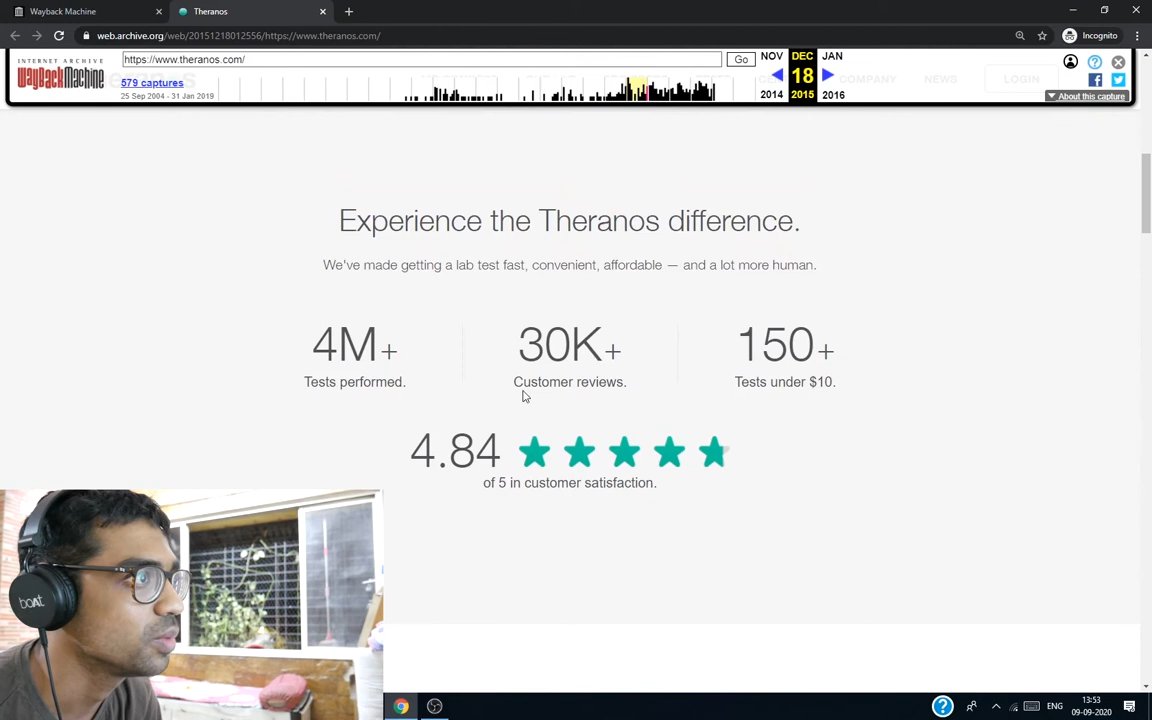 Wayback Machine
Theranos
web.archive.org/web/20151218012556/https://www.theranos.com/
Incognito
INTERNET ARCHIVE
WayBackMachine
https://www.theranos.com/
Go
NOV
DEC
JAN
579 captures
18
25 Sep 2004 - 31 Jan 2019
2014
2015
2016
About this capture
COMPANY
NEWS
LOGIN
Experience the Theranos difference.
We've made getting a lab test fast, convenient, affordable — and a lot more human.
4M+
30K+
150+
Tests performed.
Customer reviews.
Tests under $10.
4.84
of 5 in customer satisfaction.
boAt
ENG
13:53
09-09-2020